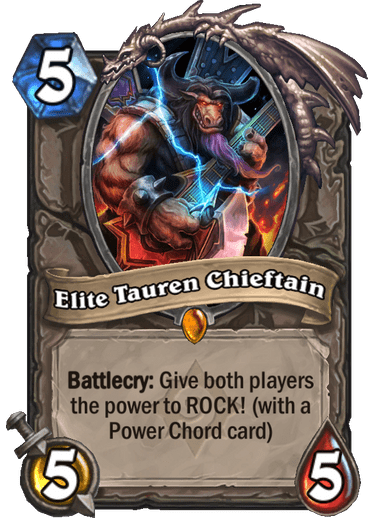 5
Elite Tauren Chieftain
Battlecry: Give both players
the power to ROCK! (with a
Power Chord card)
5
5